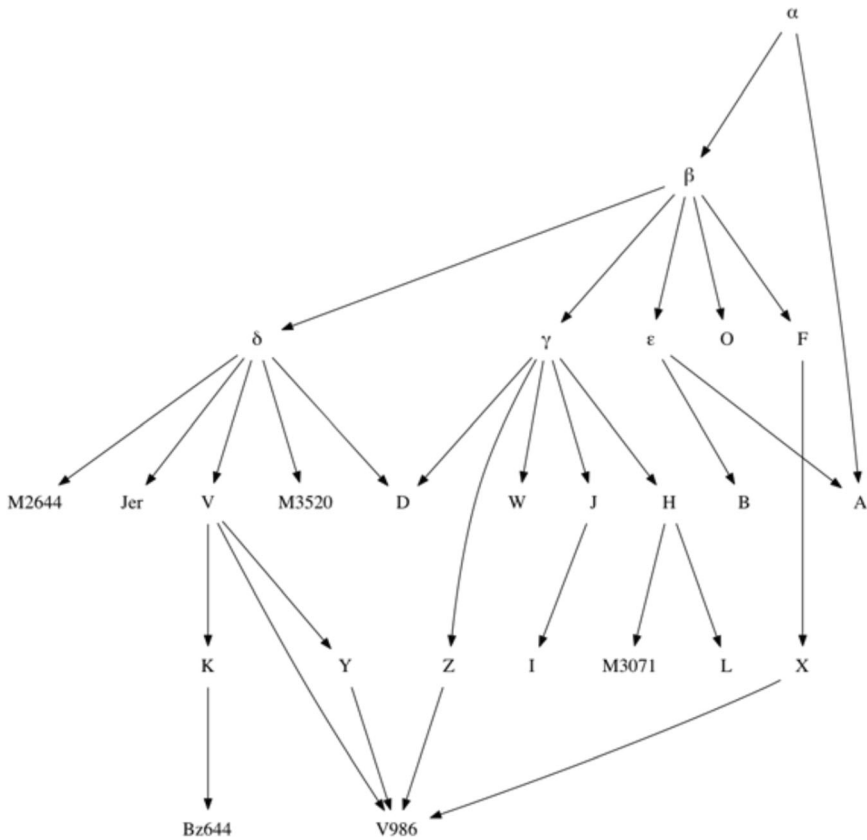 α
β
δ γ ε O F
M2644 Jer V M3520 D W J H B A
K Y Z I M3071 L X
Bz644 V986